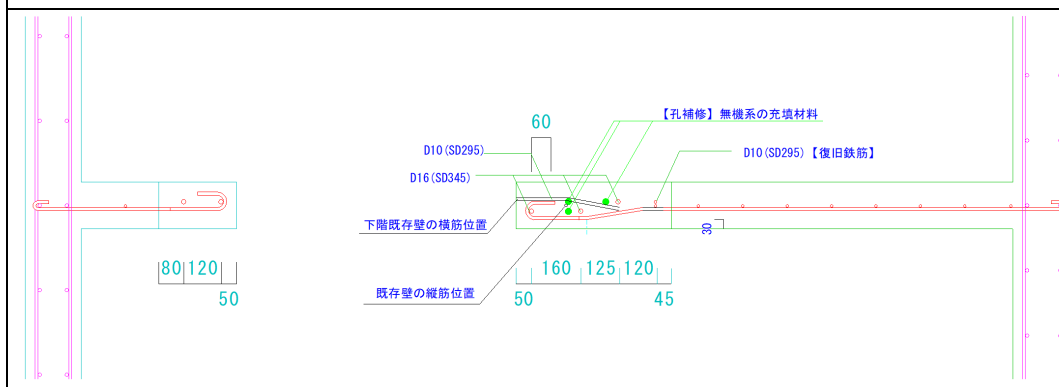 【孔補修】無機系の充填材料
60
D10(SD295)
D10(SD295)【復旧鉄筋】
D16(SD345)
下階既存壁の横筋位置
30
80 120
160 125 120
50
既存壁の縦筋位置
50
45